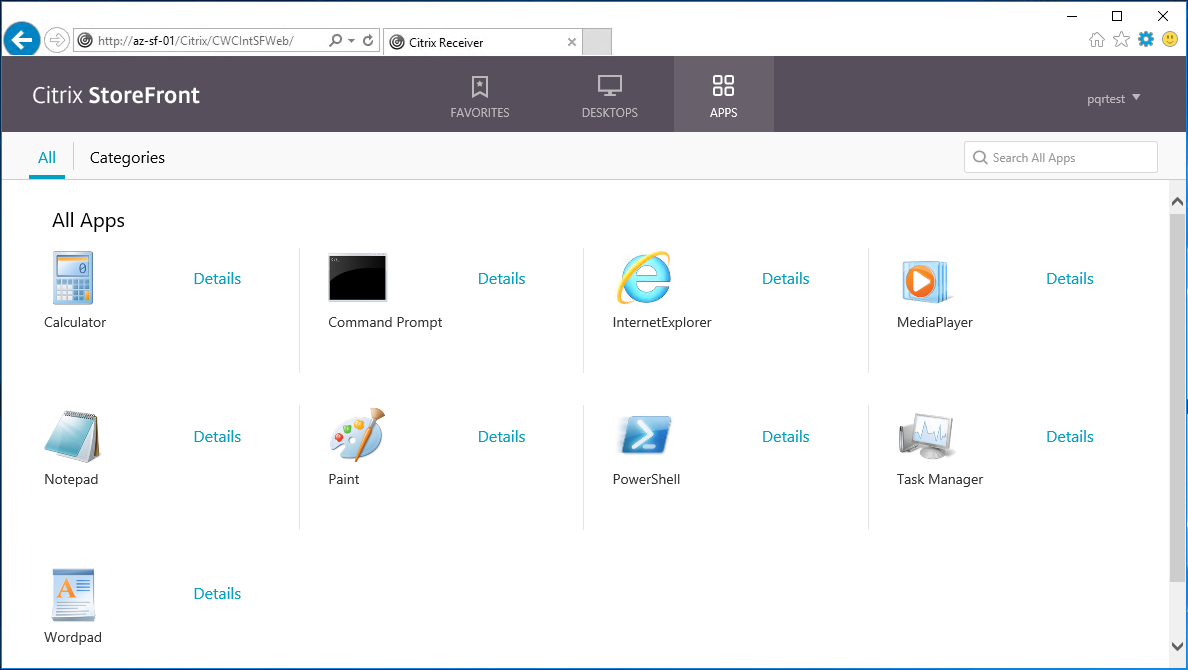 http://az-sf-01/Citrix/CWCIntSFWeb/
Citrix Receiver
Citrix StoreFront
FAVORITES
DESKTOPS
APPS
pqrtest
All
Categories
Search All Apps
All Apps
Details
Details
Details
Details
Calculator
Command Prompt
InternetExplorer
MediaPlayer
Details
Details
Details
Details
Notepad
Paint
PowerShell
Task Manager
Details
Wordpad